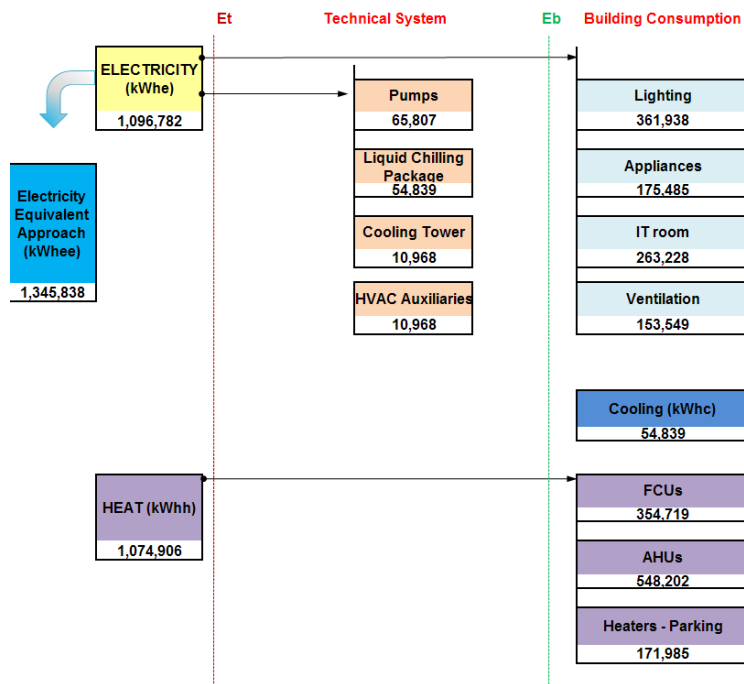 Et
Technical System
Eb
Building Consumption
ELECTRICITY
(kWhe)
1,096,782
Electricity
Equivalent
Approach
(kWhee)
1,345,838
Pumps
65,807
Liquid Chilling
Package
54,839
Cooling Tower
10,968
HVAC Auxiliaries
10,968
Lighting
361,938
Appliances
175,485
IT room
263,228
Ventilation
153,549
Cooling (kWhc)
54,839
HEAT (kWhh)
1,074,906
FCUs
354,719
AHUs
548,202
Heaters - Parking
171,985